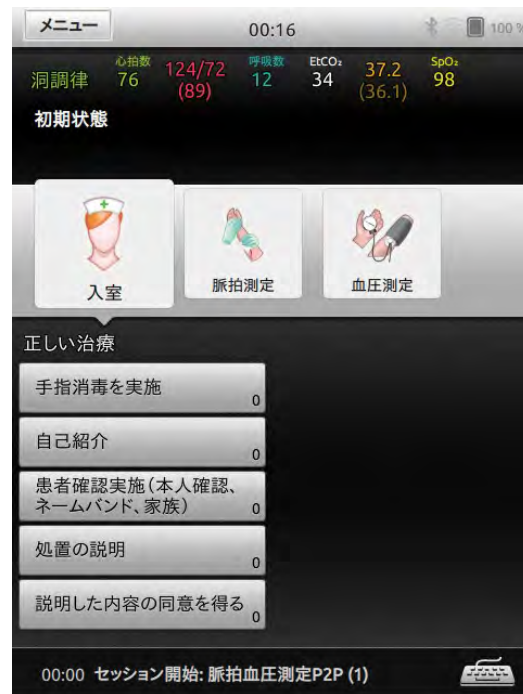 メニュー 00:16 100 %
心拍数 呼吸数 EtCO₂ SpO₂
洞調律 76 124/72 12 34 37.2 98
(89) (36.1)
初期状態
入室 脈拍測定 血圧測定
正しい治療
手指消毒を実施 0
自己紹介 0
患者確認実施(本人確認、
ネームバンド、家族) 0
処置の説明 0
説明した内容の同意を得る 0
00:00 セッション開始: 脈拍血圧測定P2P (1)